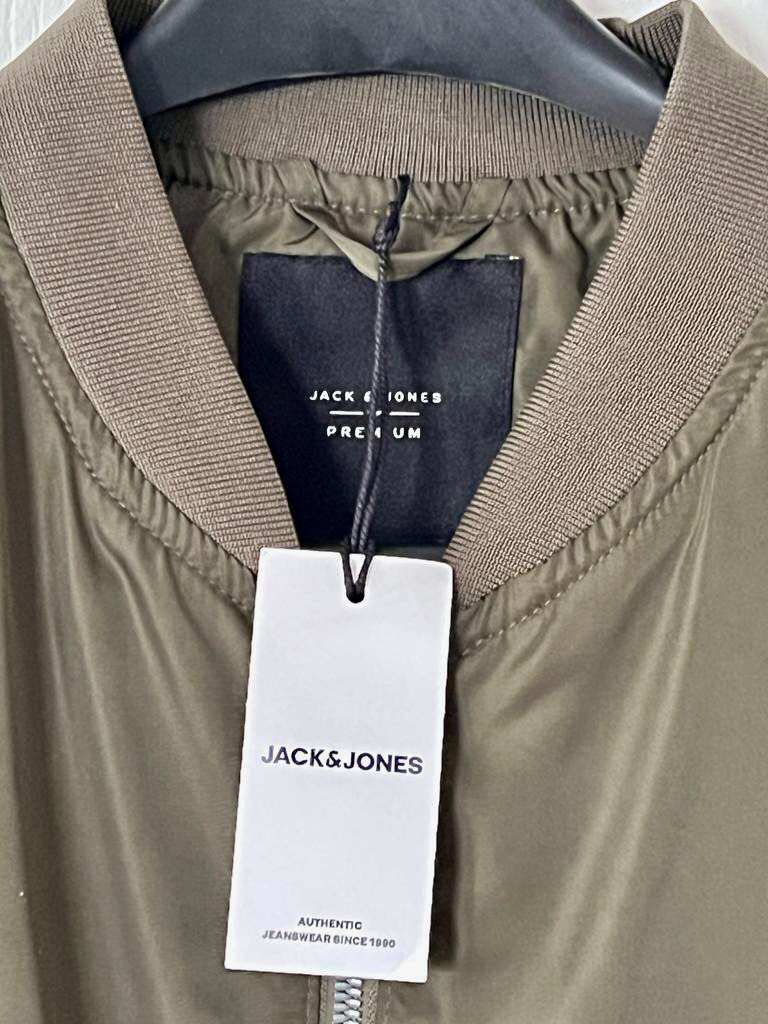 JACK & JONES
PREMIUM
JACK&JONES
AUTHENTIC
JEANSWEAR SINCE 1990